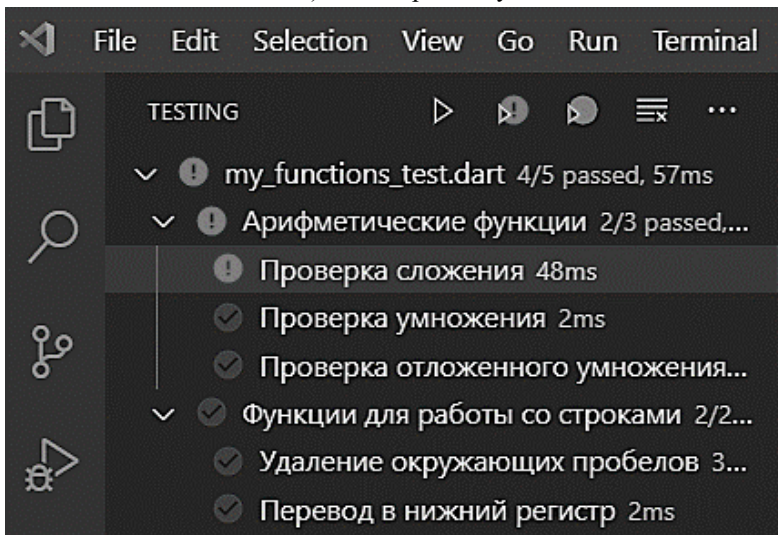 File Edit Selection View Go Run Terminal
TESTING
my_functions_test.dart 4/5 passed, 57ms
Арифметические функции 2/3 passed,...
Проверка сложения 48ms
Проверка умножения 2ms
Проверка отложенного умножения...
Функции для работы со строками 2/2...
Удаление окружающих пробелов 3...
Перевод в нижний регистр 2ms